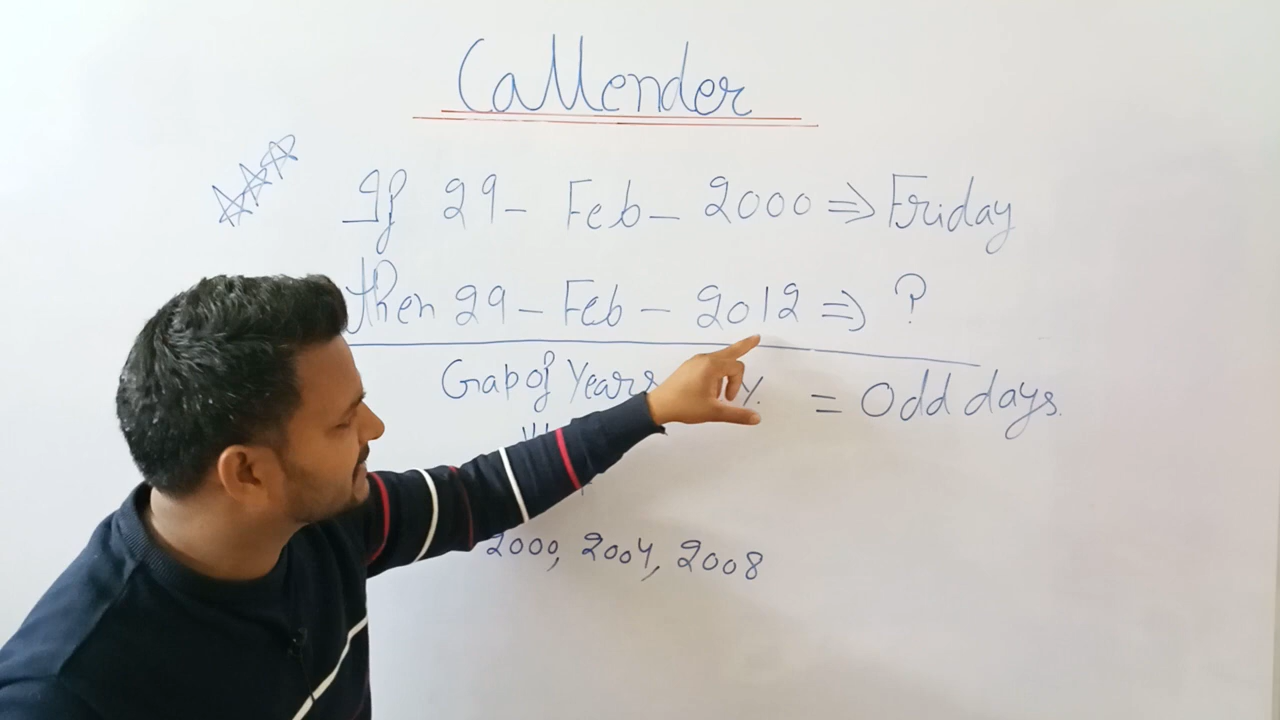 Callender
If 29 - Feb - 2000 ⇒ Friday
then 29 - Feb - 2012 ⇒ ?
Gap of Years = Odd days.
2000, 2004, 2008